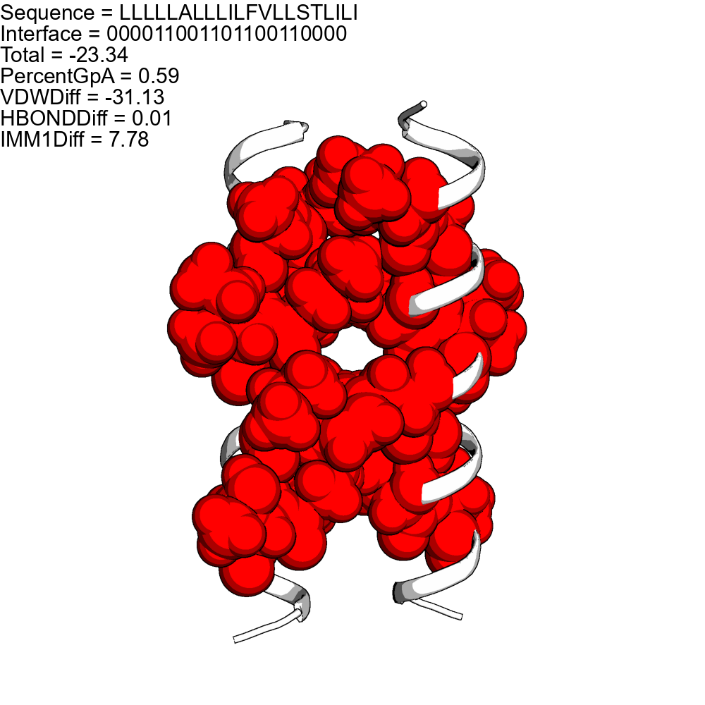 Sequence = LLLLLALLLILFVLLSTLILI
Interface = 000011001101100110000
Total = -23.34
PercentGpA = 0.59
VDWDiff = -31.13
HBONDDiff = 0.01
IMM1Diff = 7.78